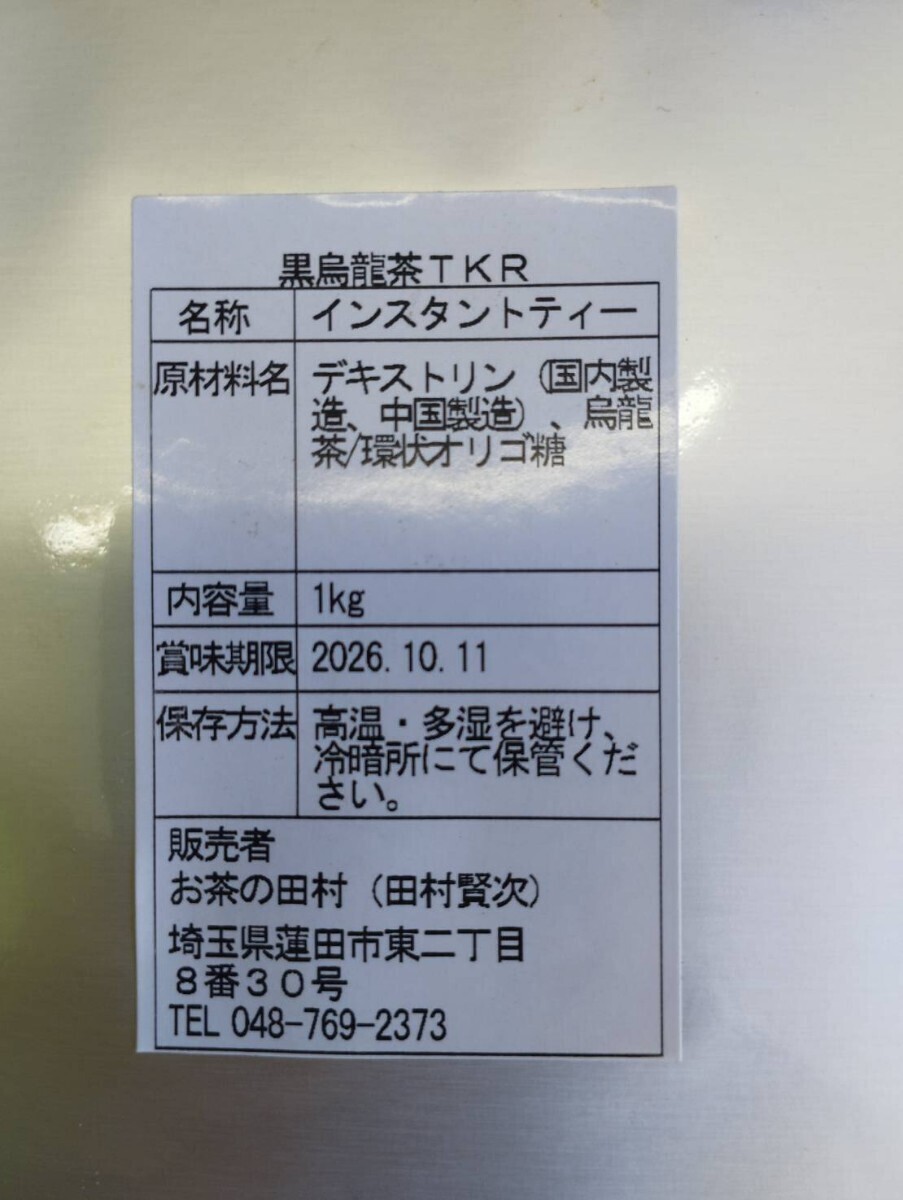 黒烏龍茶ＴＫＲ
名称 インスタントティー
原材料名 デキストリン（国内製
造、中国製造）、烏龍
茶/環状オリゴ糖
内容量 1kg
賞味期限 2026.10.11
保存方法 高温・多湿を避け、
冷暗所にて保管くだ
さい。
販売者
お茶の田村（田村賢次）
埼玉県蓮田市東二丁目
８番３０号
TEL 048-769-2373